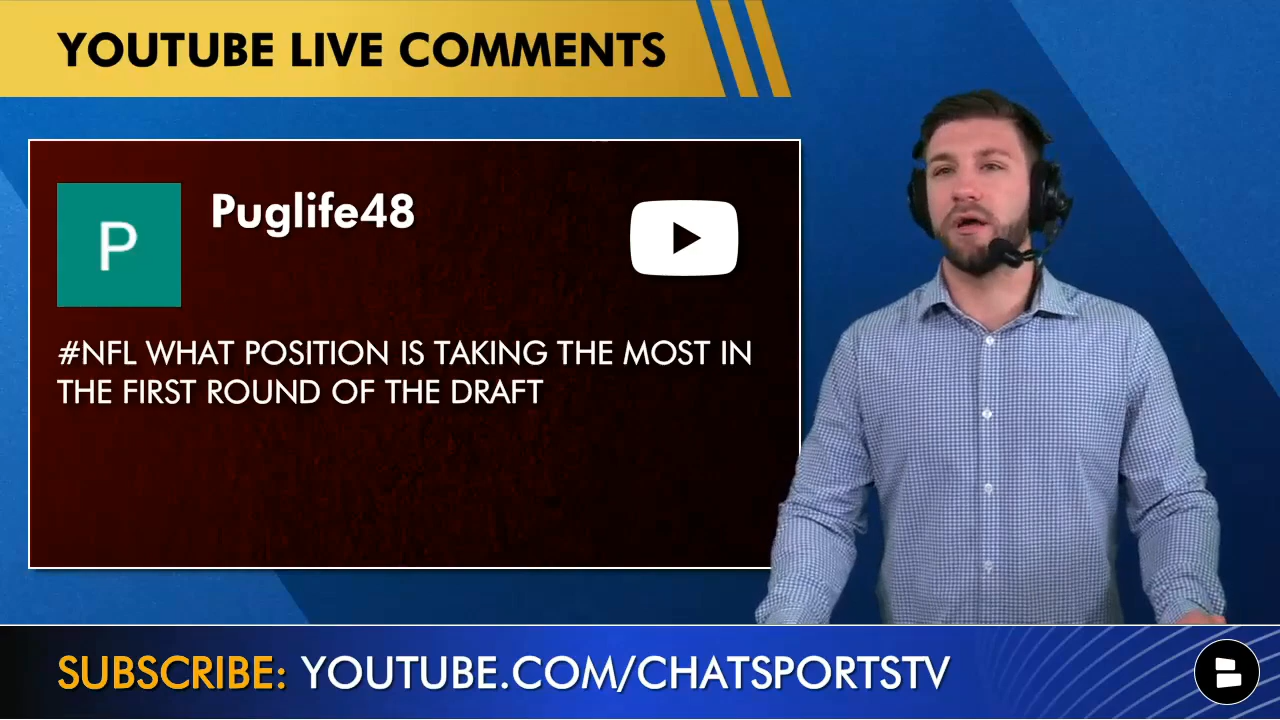 YOUTUBE LIVE COMMENTS
P
Puglife48
#NFL WHAT POSITION IS TAKING THE MOST IN
THE FIRST ROUND OF THE DRAFT
SUBSCRIBE: YOUTUBE.COM/CHATSPORTSTV